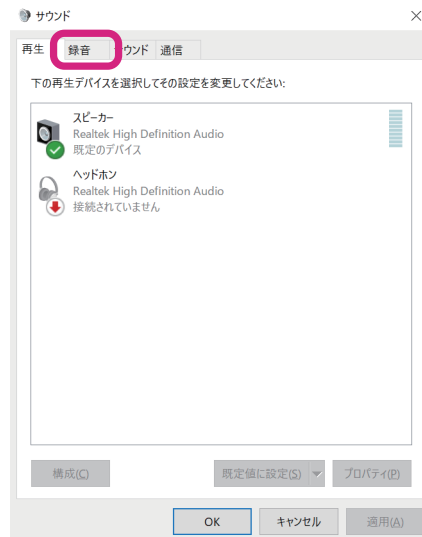 サウンド
再生 録音 サウンド 通信
下の再生デバイスを選択してその設定を変更してください:
スピーカー
Realtek High Definition Audio
既定のデバイス
ヘッドホン
Realtek High Definition Audio
接続されていません
構成(C) 既定値に設定(S) プロパティ(P)
OK キャンセル 適用(A)